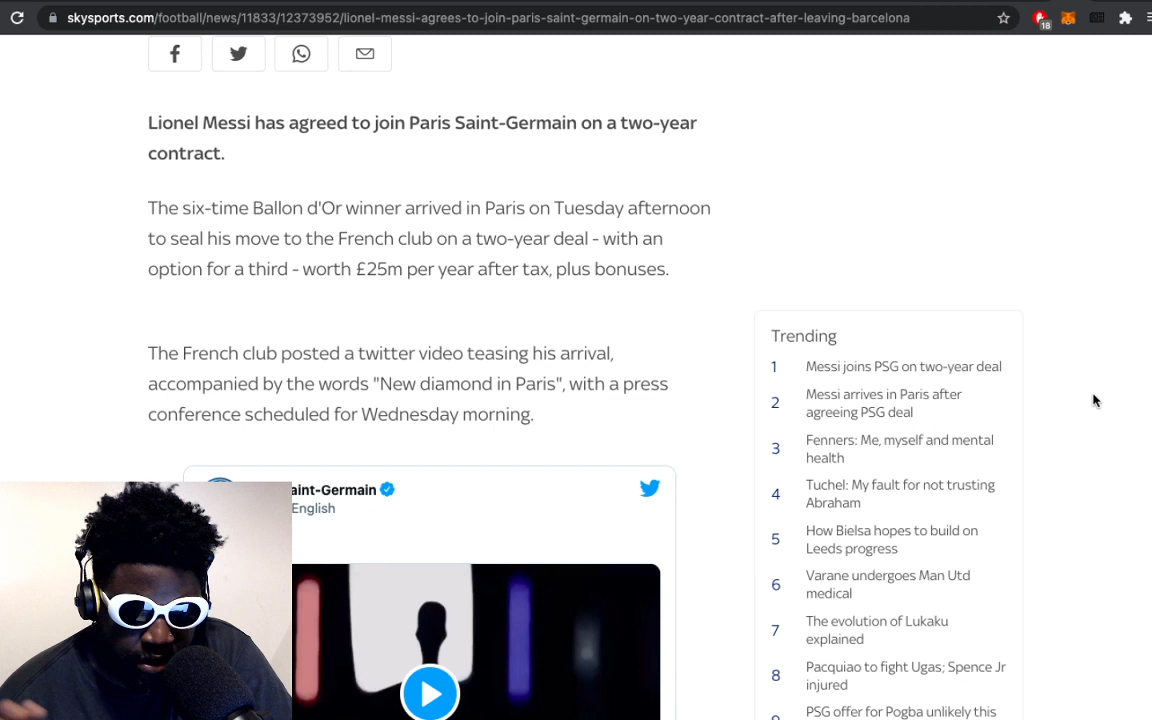 skysports.com/football/news/11833/12373952/lionel-messi-agrees-to-join-paris-saint-germain-on-two-year-contract-after-leaving-barcelona
18
Lionel Messi has agreed to join Paris Saint-Germain on a two-year
contract.
The six-time Ballon d'Or winner arrived in Paris on Tuesday afternoon
to seal his move to the French club on a two-year deal - with an
option for a third - worth £25m per year after tax, plus bonuses.
The French club posted a twitter video teasing his arrival,
accompanied by the words "New diamond in Paris", with a press
conference scheduled for Wednesday morning.
aint-Germain
English
Trending
1 Messi joins PSG on two-year deal
2 Messi arrives in Paris after
agreeing PSG deal
3 Fenners: Me, myself and mental
health
4 Tuchel: My fault for not trusting
Abraham
5 How Bielsa hopes to build on
Leeds progress
6 Varane undergoes Man Utd
medical
7 The evolution of Lukaku
explained
8 Pacquiao to fight Ugas; Spence Jr
injured
9 PSG offer for Pogba unlikely this